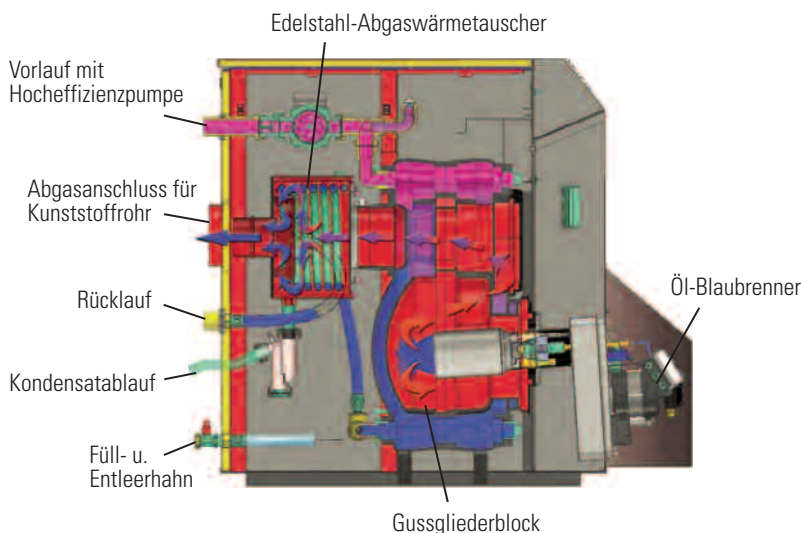 Edelstahl-Abgaswärmetauscher
Vorlauf mit
Hocheffizienzpumpe
Abgasanschluss für
Kunststoffrohr
Rücklauf
Öl-Blaubrenner
Kondensatablauf
Füll- u.
Entleerhahn
Gussgliederblock